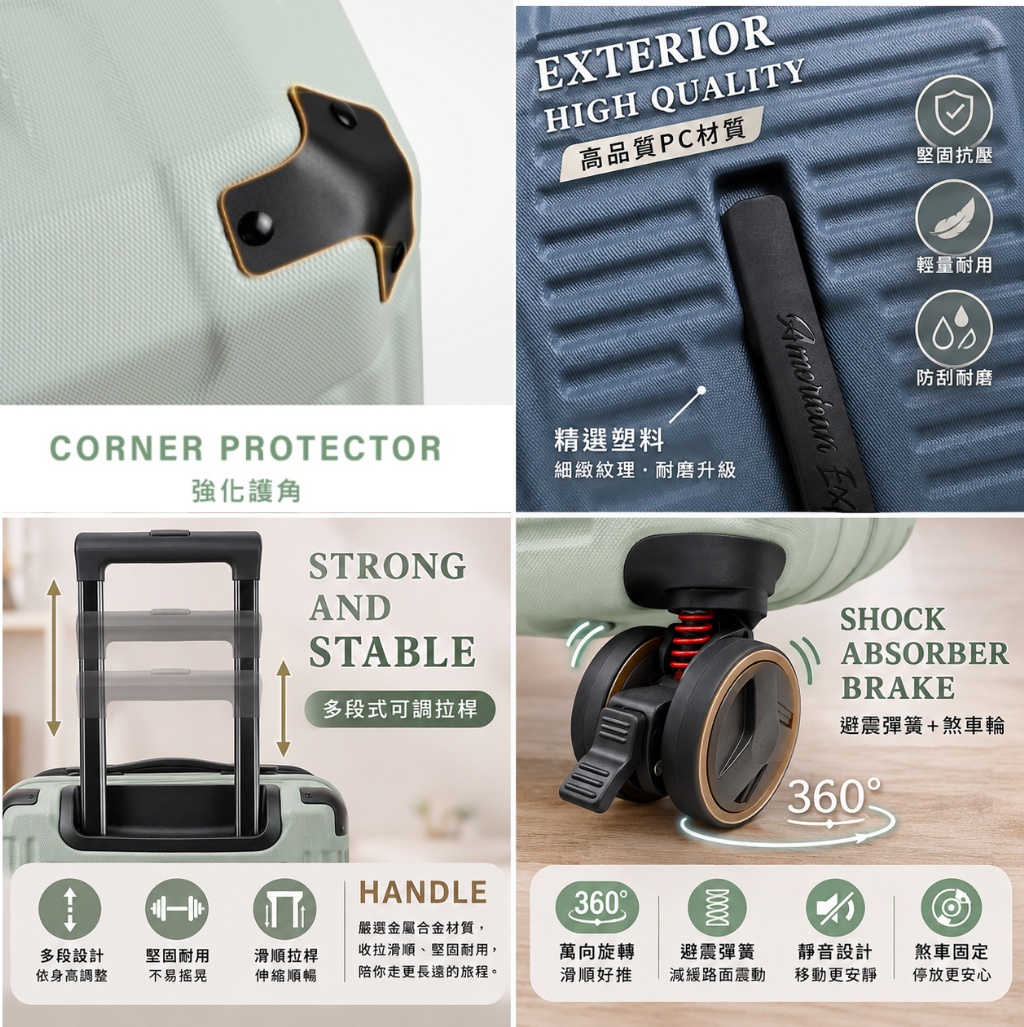 CORNER PROTECTOR
強化護角
EXTERIOR
HIGH QUALITY
高品質PC材質
堅固抗壓
輕量耐用
防刮耐磨
American Ex
精選塑料
細緻紋理・耐磨升級
STRONG
AND
STABLE
多段式可調拉桿
多段設計
依身高調整
堅固耐用
不易搖晃
滑順拉桿
伸縮順暢
HANDLE
嚴選金屬合金材質，
收拉滑順、堅固耐用，
陪你走更長遠的旅程。
SHOCK
ABSORBER
BRAKE
避震彈簧+煞車輪
360°
360°
萬向旋轉
滑順好推
避震彈簧
減緩路面震動
靜音設計
移動更安靜
煞車固定
停放更安心